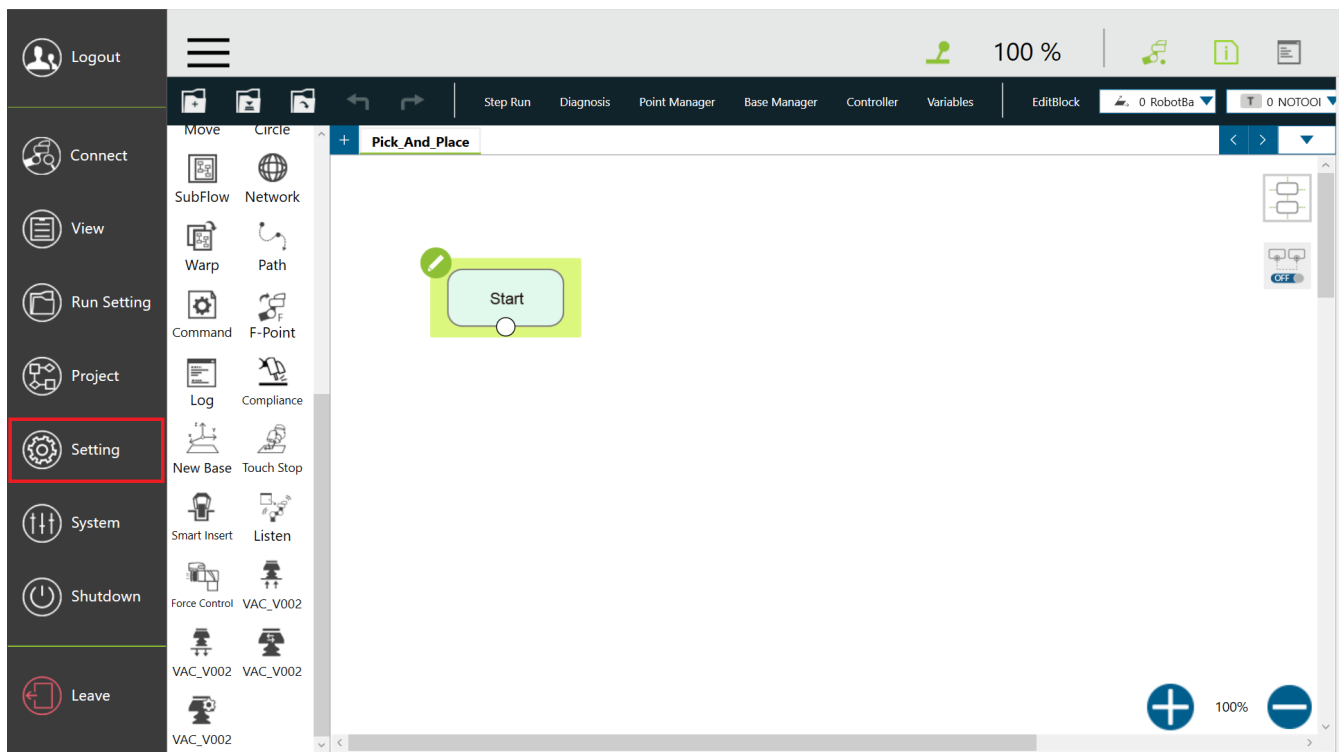 Logout
Connect
View
Run Setting
Project
Setting
System
Shutdown
Leave
100 %
Step Run Diagnosis Point Manager Base Manager Controller Variables EditBlock 0 RobotBa T 0 NOTOOl
Move Circle
SubFlow Network
Warp Path
Command F-Point
Log Compliance
New Base Touch Stop
Smart Insert Listen
Force Control VAC_V002
VAC_V002 VAC_V002
VAC_V002
+ Pick_And_Place < >
OFF
Start
100%